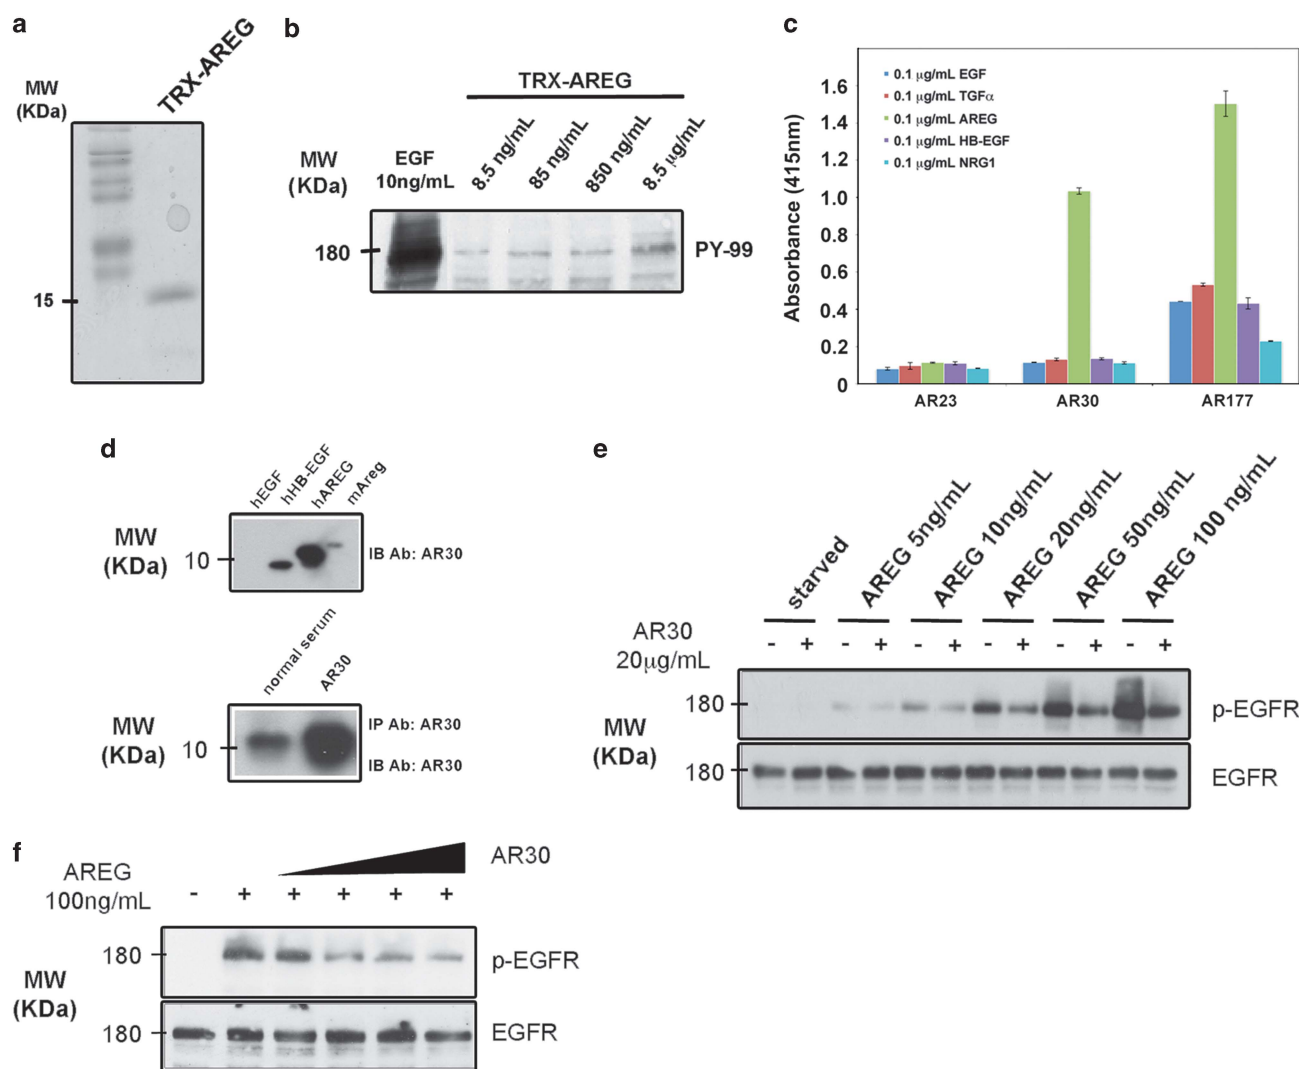 a
MW
(KDa)
TRX-AREG
15
b
TRX-AREG
MW
(KDa)
EGF
10ng/mL
8.5 ng/mL
85 ng/mL
850 ng/mL
8.5 µg/mL
180
PY-99
c
Absorbance (415nm)
1.6
1.4
1.2
1.0
0.8
0.6
0.4
0.2
0
0.1 µg/mL EGF
0.1 µg/mL TGFα
0.1 µg/mL AREG
0.1 µg/mL HB-EGF
0.1 µg/mL NRG1
AR23
AR30
AR177
d
hEGF
hHB-EGF
hAREG
mAreg
MW
(KDa)
10
IB Ab: AR30
normal serum
AR30
MW
(KDa)
10
IP Ab: AR30
IB Ab: AR30
e
starved
AREG 5ng/mL
AREG 10ng/mL
AREG 20ng/mL
AREG 50ng/mL
AREG 100 ng/mL
AR30
20µg/mL
- + - + - + - + - + - +
MW
(KDa)
180
p-EGFR
180
EGFR
f
AR30
AREG
100ng/mL
- + + + + +
MW
(KDa)
180
p-EGFR
180
EGFR